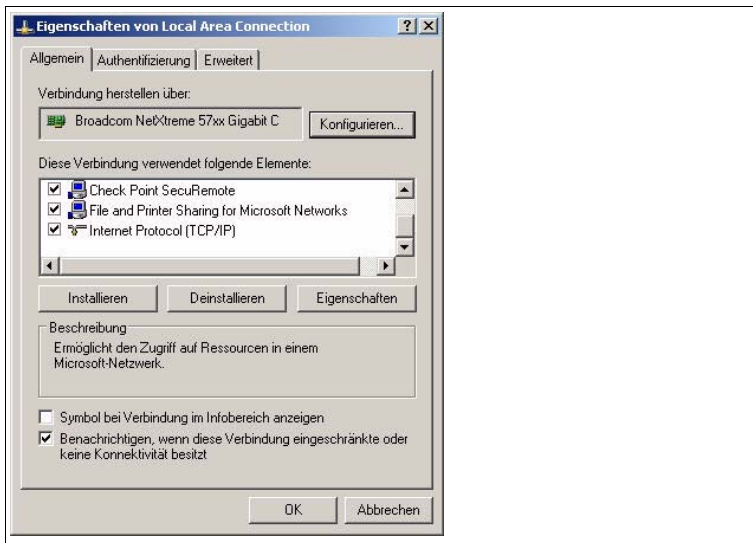 Eigenschaften von Local Area Connection
Allgemein Authentifizierung Erweitert
Verbindung herstellen über:
Broadcom NetXtreme 57xx Gigabit C Konfigurieren...
Diese Verbindung verwendet folgende Elemente:
Check Point SecuRemote
File and Printer Sharing for Microsoft Networks
Internet Protocol (TCP/IP)
Installieren Deinstallieren Eigenschaften
Beschreibung
Ermöglicht den Zugriff auf Ressourcen in einem
Microsoft-Netzwerk.
Symbol bei Verbindung im Infobereich anzeigen
Benachrichtigen, wenn diese Verbindung eingeschränkte oder
keine Konnektivität besitzt
OK Abbrechen